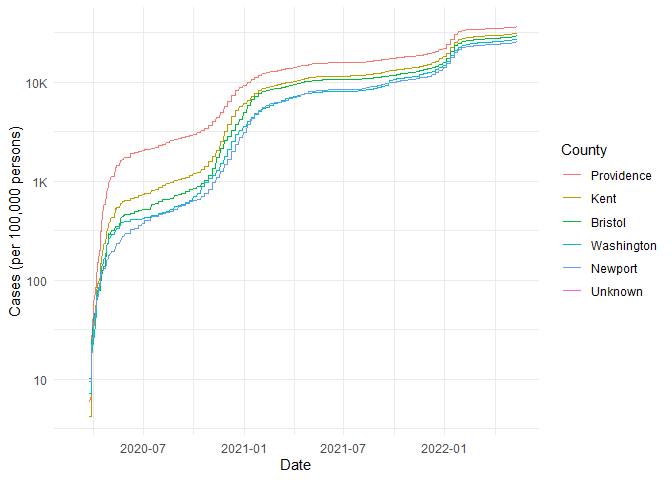 Cases (per 100,000 persons)
10K
1K
100
10
2020-07
2021-01
2021-07
2022-01
Date
County
Providence
Kent
Bristol
Washington
Newport
Unknown